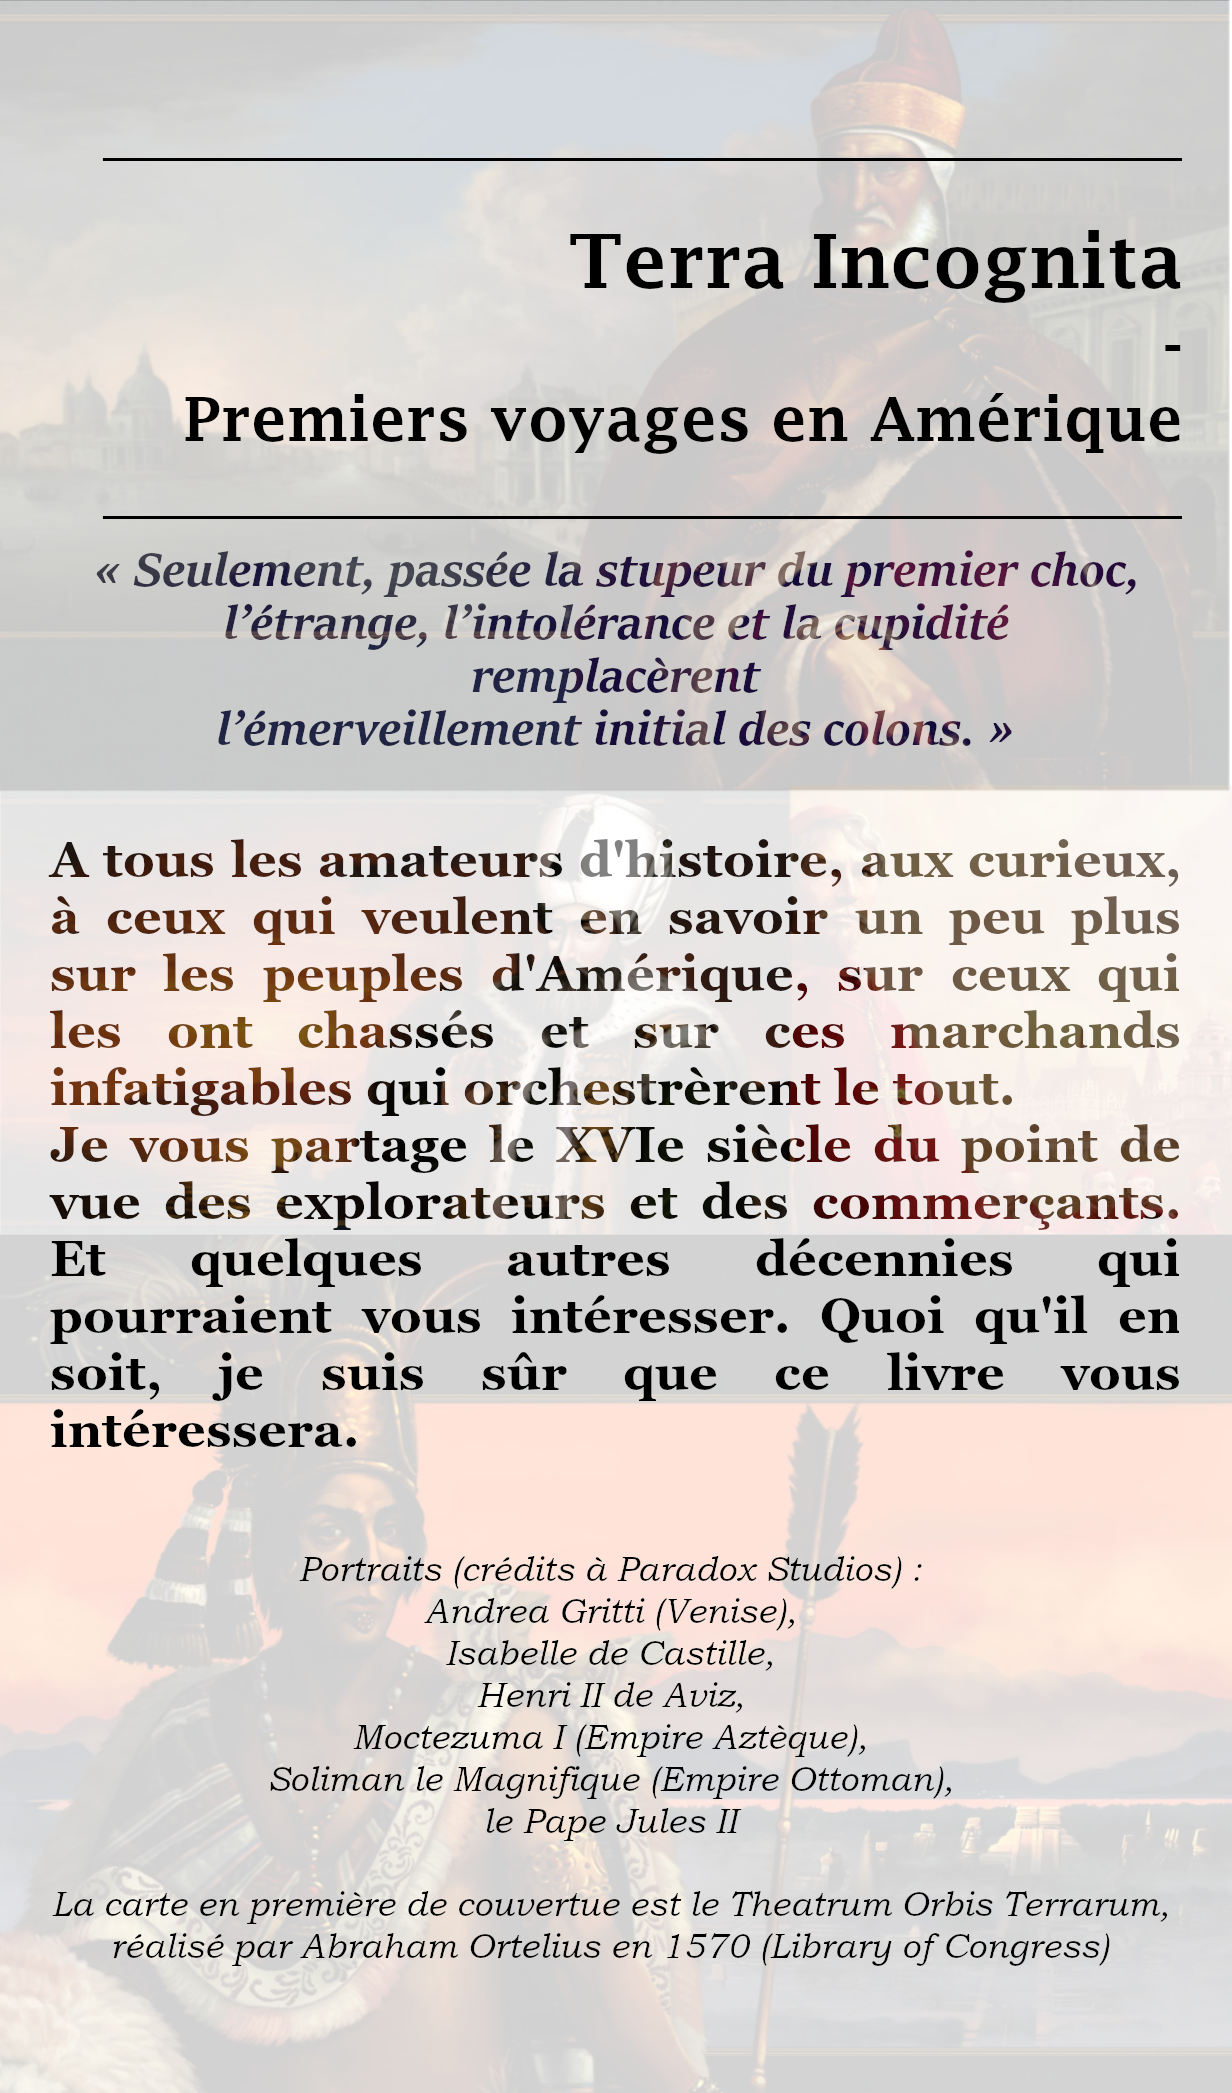 Terra Incognita
-
Premiers voyages en Amérique
« Seulement, passée la stupeur du premier choc,
l’étrange, l’intolérance et la cupidité
remplacèrent
l’émerveillement initial des colons. »
A tous les amateurs d'histoire, aux curieux,
à ceux qui veulent en savoir un peu plus
sur les peuples d'Amérique, sur ceux qui
les ont chassés et sur ces marchands
infatigables qui orchestrèrent le tout.
Je vous partage le XVIe siècle du point de
vue des explorateurs et des commerçants.
Et quelques autres décennies qui
pourraient vous intéresser. Quoi qu'il en
soit, je suis sûr que ce livre vous
intéressera.
Portraits (crédits à Paradox Studios) :
Andrea Gritti (Venise),
Isabelle de Castille,
Henri II de Aviz,
Moctezuma I (Empire Aztèque),
Soliman le Magnifique (Empire Ottoman),
le Pape Jules II
La carte en première de couvertue est le Theatrum Orbis Terrarum,
réalisé par Abraham Ortelius en 1570 (Library of Congress)